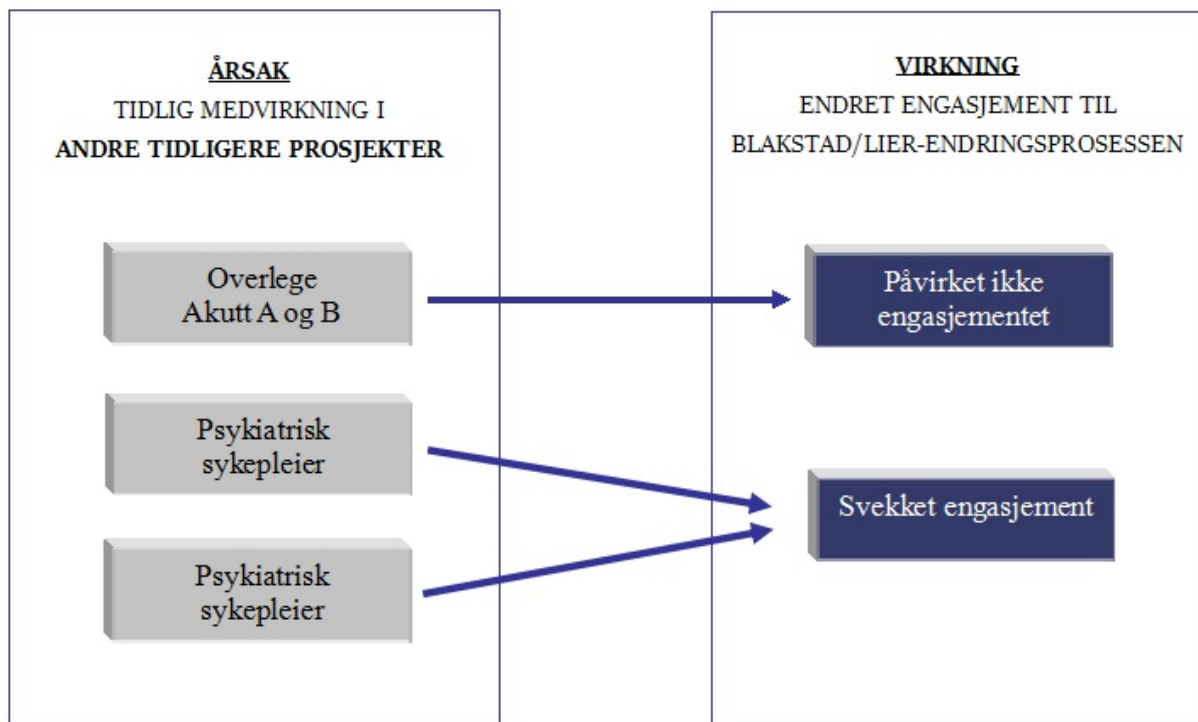 ÅRSAK
TIDLIG MEDVIRKNING I
ANDRE TIDLIGERE PROSJEKTER
Overlege
Akutt A og B
Psykiatrisk
sykepleier
Psykiatrisk
sykepleier
VIRKNING
ENDRET ENGASJEMENT TIL
BLAKSTAD/LIER-ENDRINGSPROSESSEN
Påvirket ikke
engasjementet
Svekket engasjement